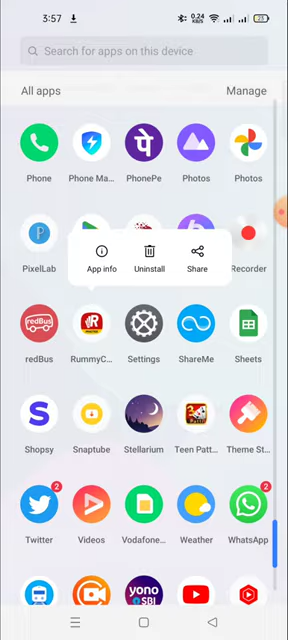 3:57
0.24
KB/S
Search for apps on this device
All apps
Manage
Phone
Phone Ma...
PhonePe
Photos
Photos
PixelLab
Recorder
App info
Uninstall
Share
redBus
redBus
RummyC...
Settings
ShareMe
Sheets
Shopsy
Snaptube
Stellarium
Teen Patt...
Theme St...
2
2
Twitter
Videos
Vodafone...
Weather
WhatsApp
yono
SBI